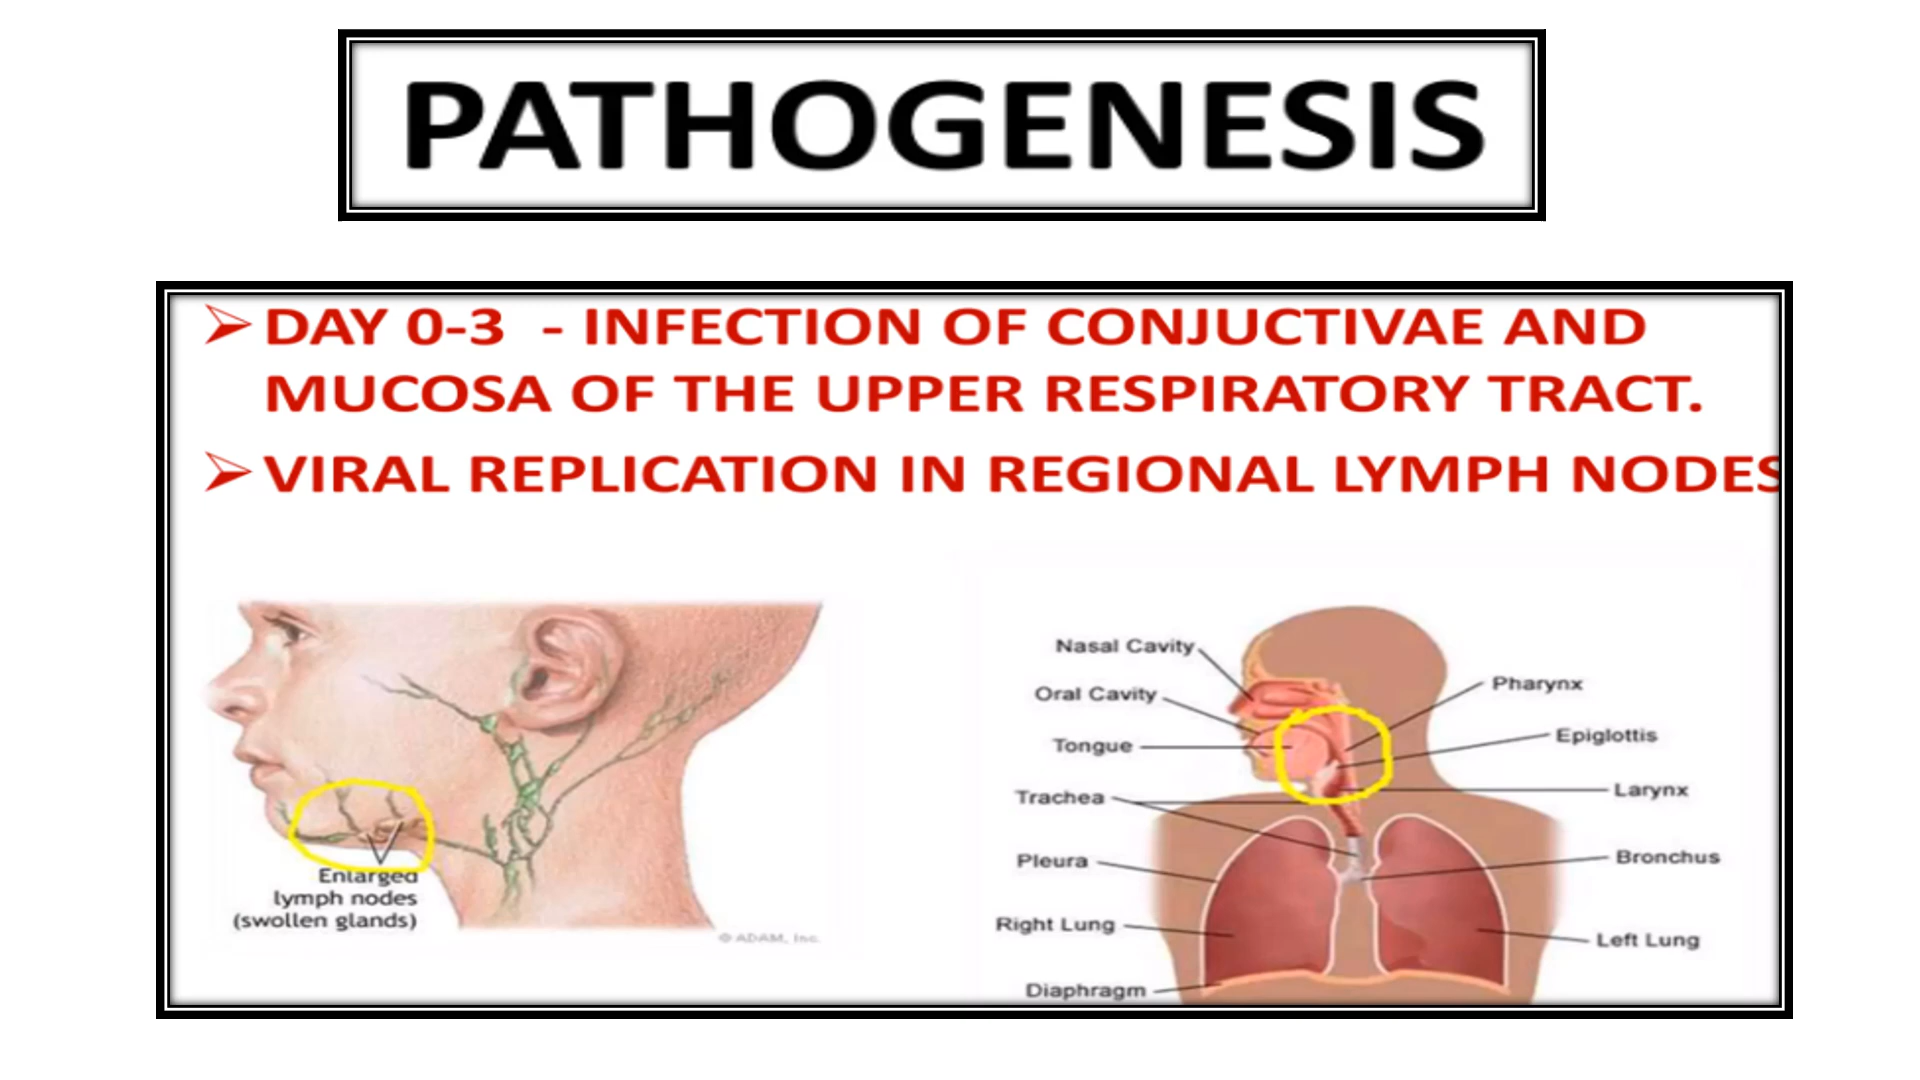 PATHOGENESIS
➢ DAY 0-3 - INFECTION OF CONJUCTIVAE AND
MUCOSA OF THE UPPER RESPIRATORY TRACT.
➢ VIRAL REPLICATION IN REGIONAL LYMPH NODES
Enlarged
lymph nodes
(swollen glands)
© ADAM, Inc.
Nasal Cavity
Oral Cavity
Tongue
Trachea
Pleura
Right Lung
Diaphragm
Pharynx
Epiglottis
Larynx
Bronchus
Left Lung